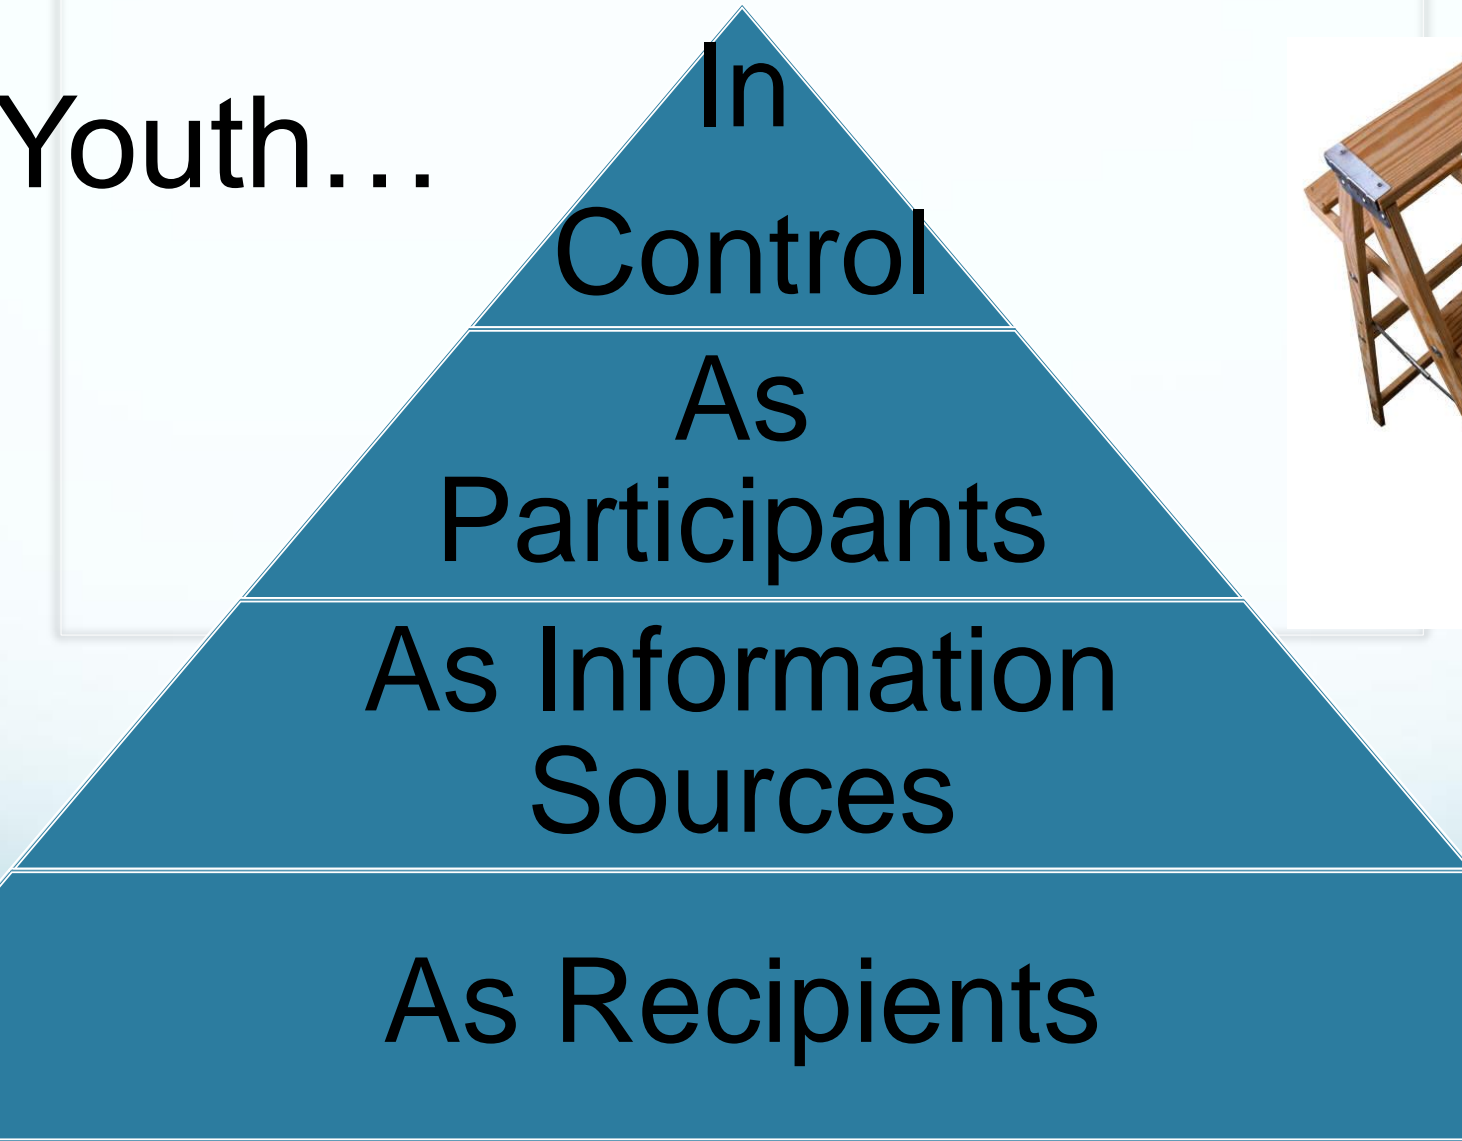 Youth…
In
Control
As
Participants
As Information
Sources
As Recipients